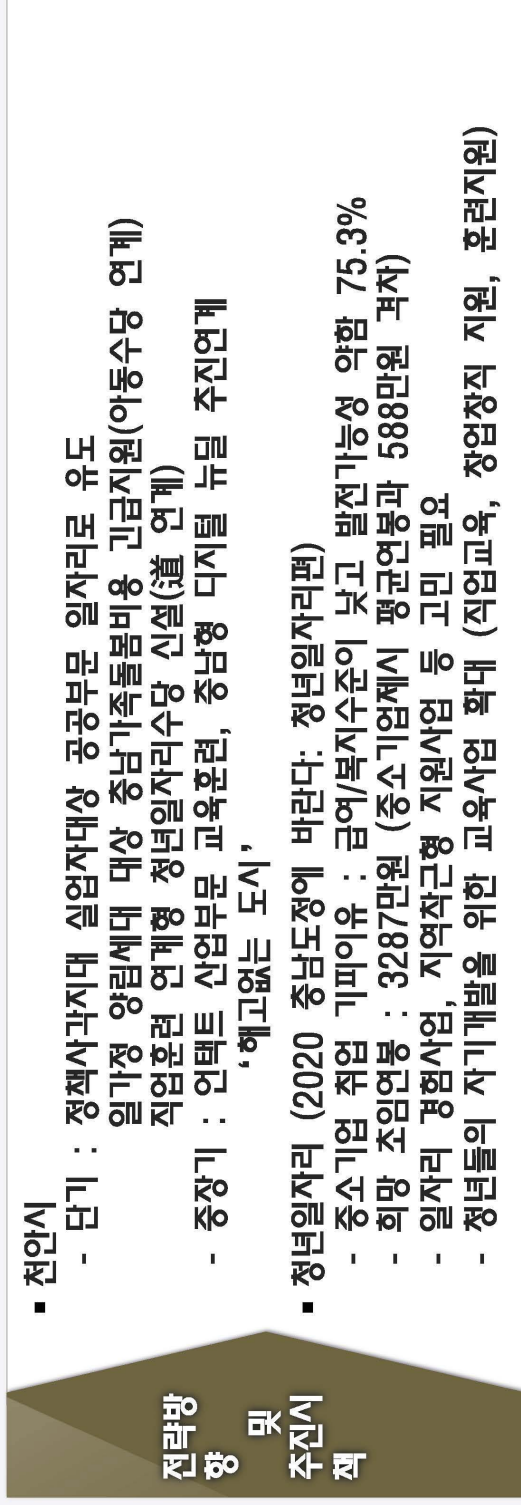 전략방
향 및
추진시
책
▪ 천안시
- 단기 : 정책사각지대 실업자대상 공공부문 일자리로 유도
일가정 양립세대 대상 충남가족돌봄비용 긴급지원(아동수당 연계)
직업훈련 연계형 청년일자리수당 신설(道 연계)
- 중장기 : 언택트 산업부문 교육훈련, 충남형 디지털 뉴딜 추진연계
‘해고없는 도시’
▪ 청년일자리 (2020 충남도정에 바란다: 청년일자리편)
- 중소기업 취업 기피이유 : 급여/복지수준이 낮고 발전가능성 약함 75.3%
- 희망 초임연봉 : 3287만원 (중소기업제시 평균연봉과 588만원 격차)
- 일자리 경험사업, 지역착근형 지원사업 등 고민 필요
- 청년들의 자기개발을 위한 교육사업 확대 (직업교육, 창업창직 지원, 훈련지원)